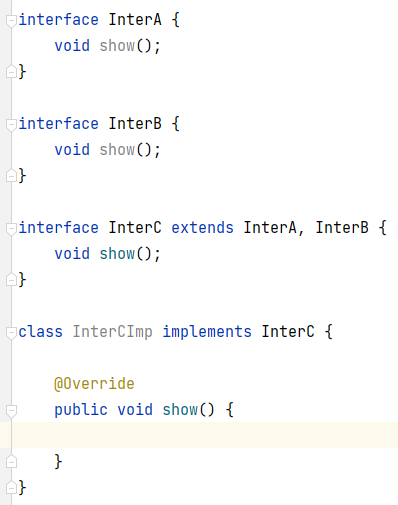 interface InterA {
    void show();
}
interface InterB {
    void show();
}
interface InterC extends InterA, InterB {
    void show();
}
class InterCImp implements InterC {
    @Override
    public void show() {
    }
}